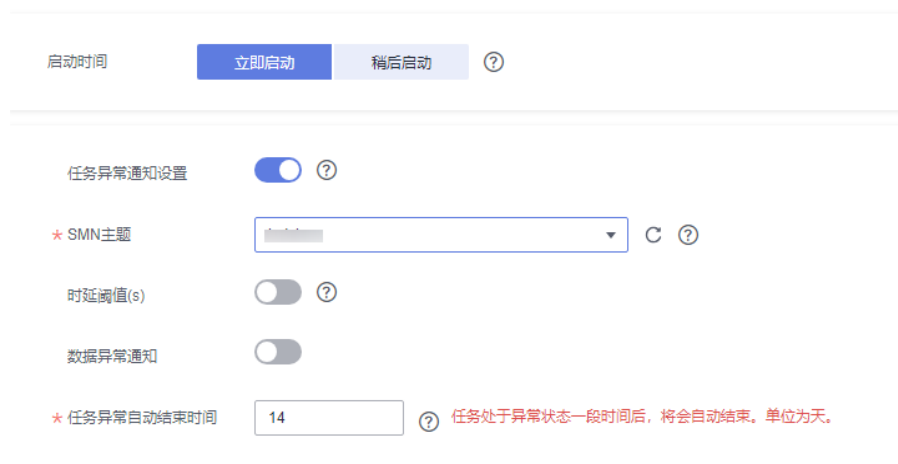 启动时间 立即启动 稍后启动
任务异常通知设置
* SMN主题
时延阈值(s)
数据异常通知
* 任务异常自动结束时间 14 任务处于异常状态一段时间后，将会自动结束。单位为天。